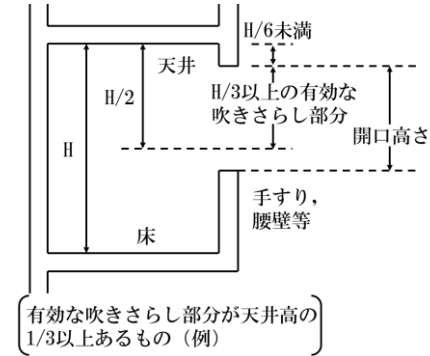 H/6未満
天井
H/2
H/3以上の有効な
吹きさらし部分
開口高さ
H
手すり，
腰壁等
床
有効な吹きさらし部分が天井高の
1/3以上あるもの（例）